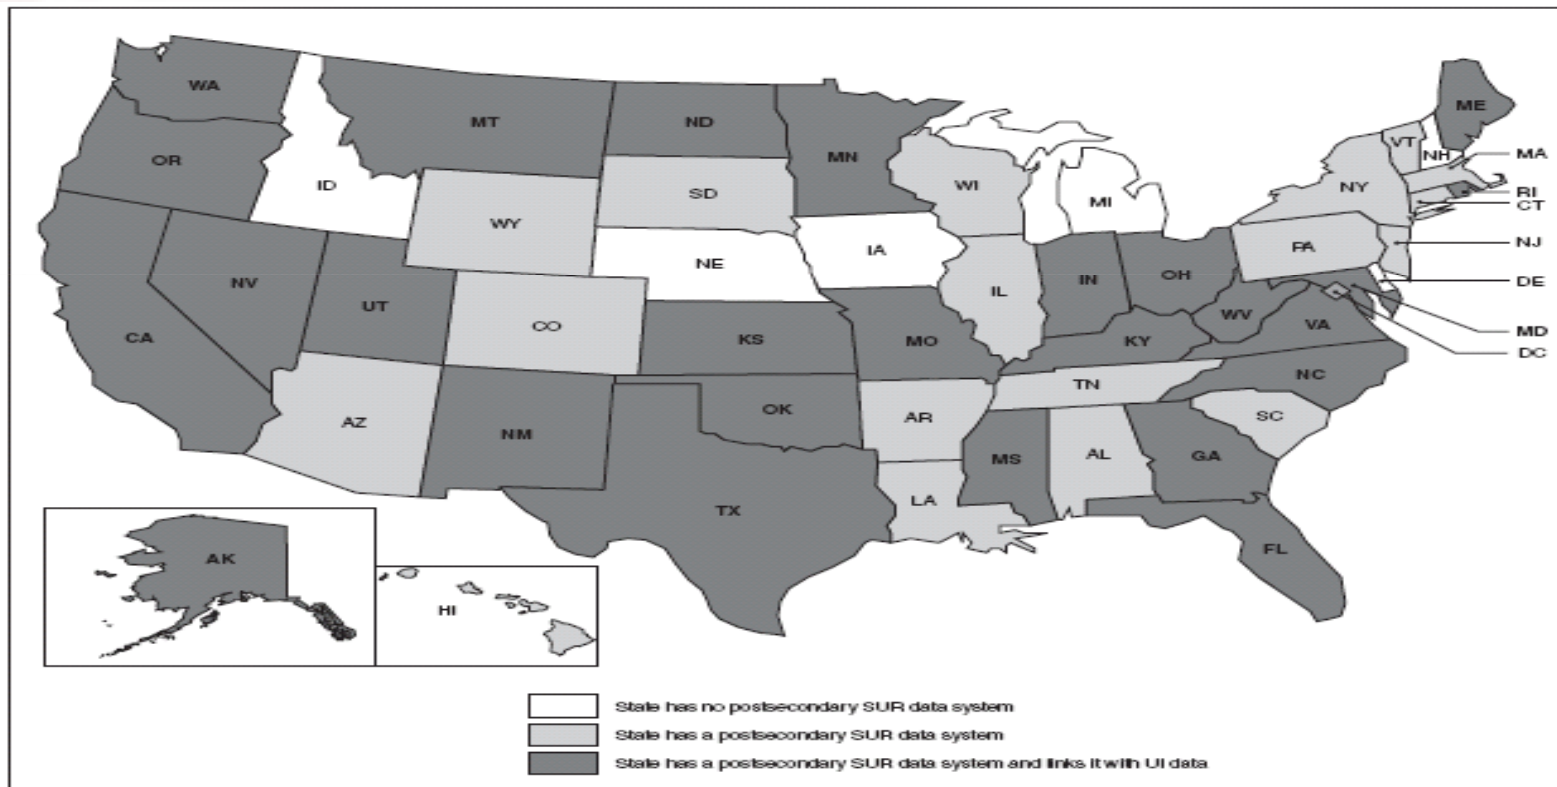 WA
MT
ND
MN
ME
OR
ID
SD
WI
VT
NH
MA
WY
NY
MI
RI
CT
NE
IA
PA
NJ
NV
UT
CO
IL
IN
OH
DE
CA
KS
MO
WV
VA
MD
KY
DC
AZ
NM
OK
AR
TN
NC
SC
TX
LA
MS
AL
GA
FL
AK
HI
State has no postsecondary SUR data system
State has a postsecondary SUR data system
State has a postsecondary SUR data system and links it with UI data